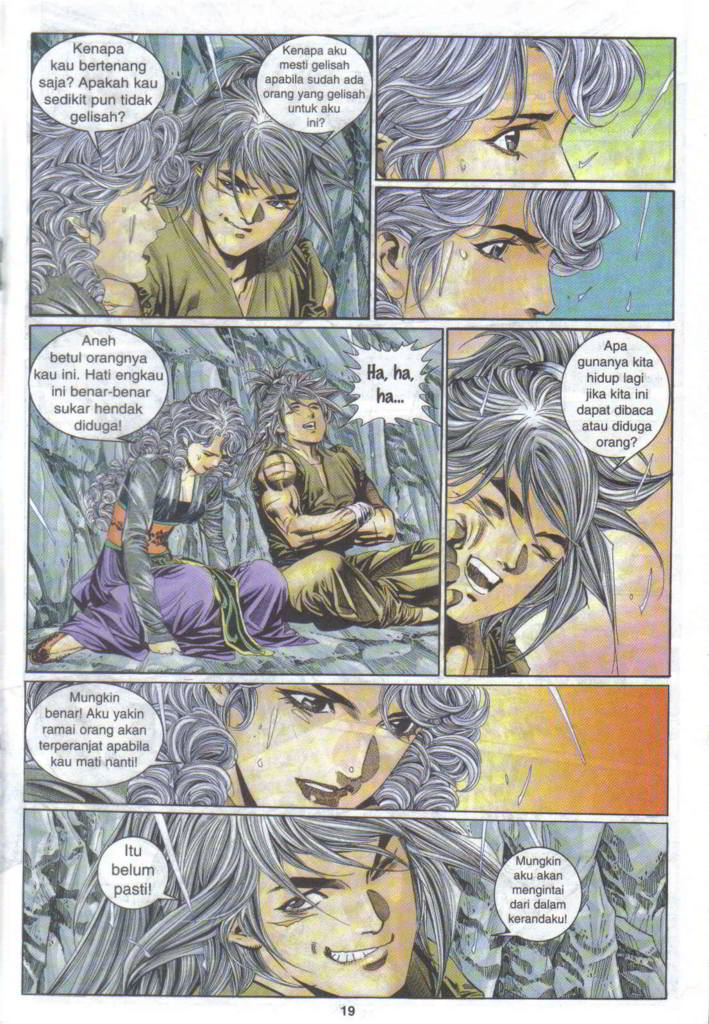 Kenapa
kau bertenang
saja? Apakah kau
sedikit pun tidak
gelisah?
Kenapa aku
mesti gelisah
apabila sudah ada
orang yang gelisah
untuk aku
ini?
Aneh
betul orangnya
kau ini. Hati engkau
ini benar-benar
sukar hendak
diduga!
Ha, ha,
ha...
Apa
gunanya kita
hidup lagi
jika kita ini
dapat dibaca
atau diduga
orang?
Mungkin
benar! Aku yakin
ramai orang akan
terperanjat apabila
kau mati nanti!
Itu
belum
pasti!
Mungkin
aku akan
mengintai
dari dalam
kerandaku!
19